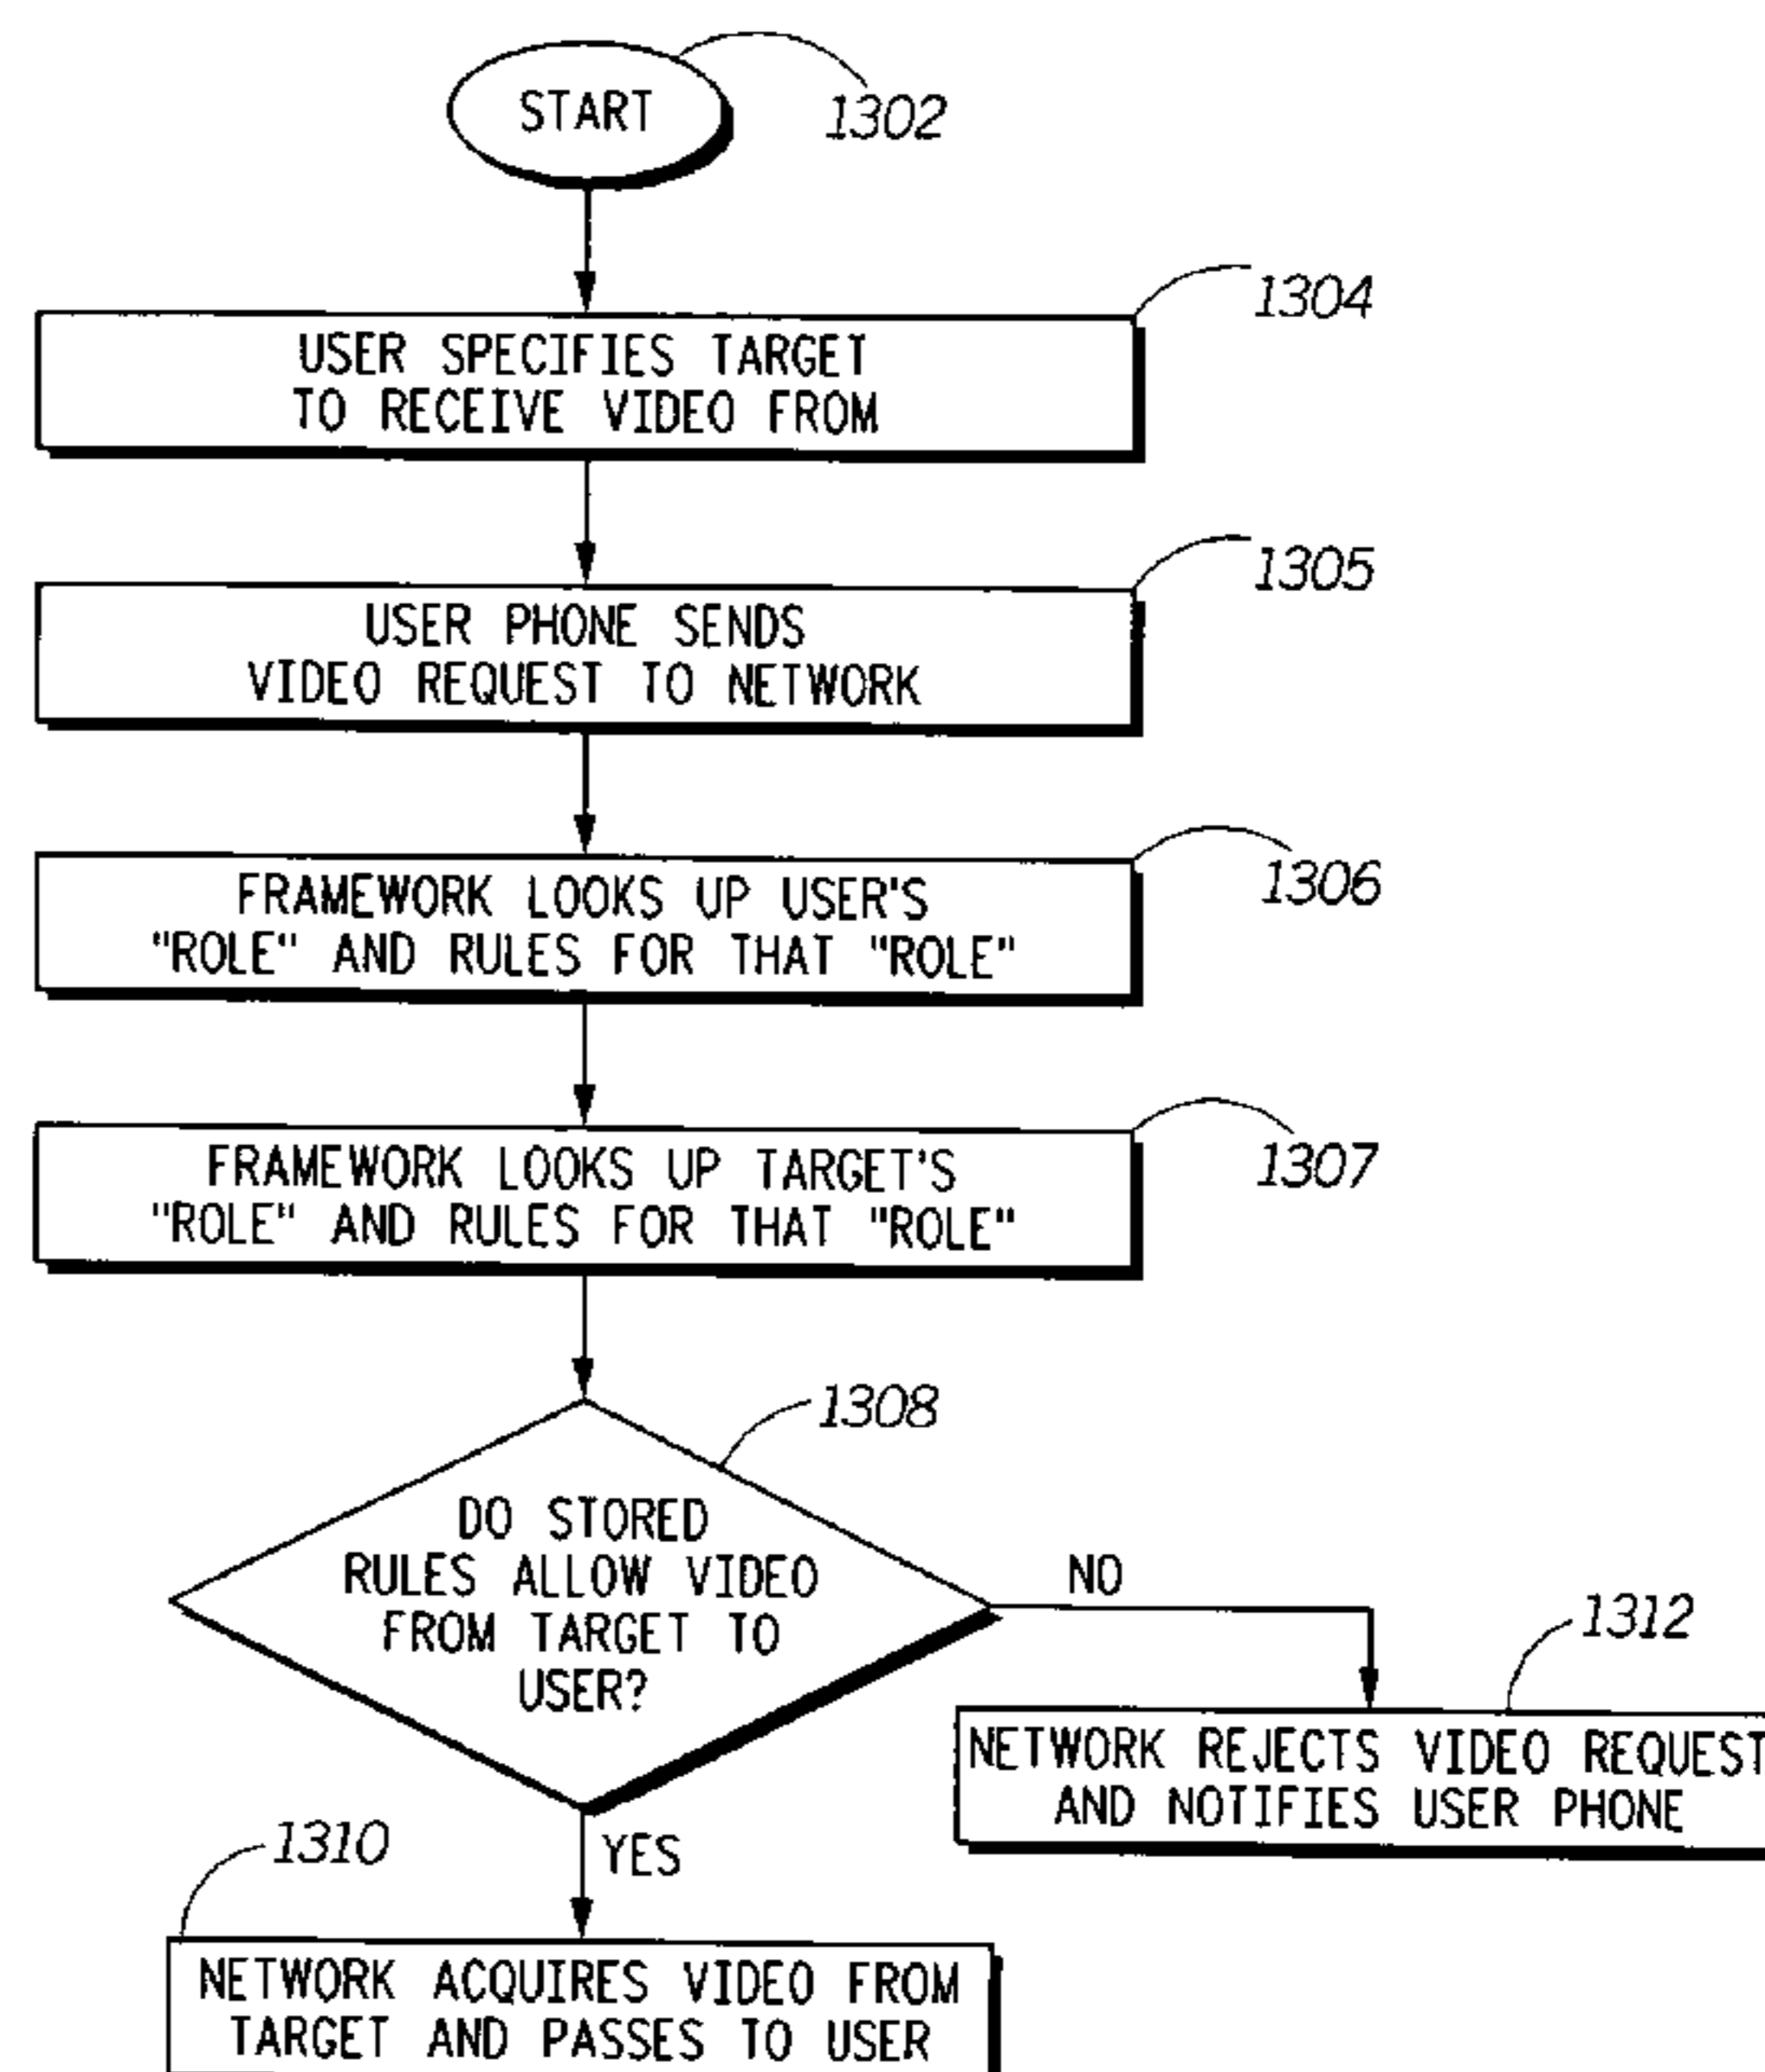 START
1302
1304
USER SPECIFIES TARGET
TO RECEIVE VIDEO FROM
1305
USER PHONE SENDS
VIDEO REQUEST TO NETWORK
1306
FRAMEWORK LOOKS UP USER'S
"ROLE" AND RULES FOR THAT "ROLE"
1307
FRAMEWORK LOOKS UP TARGET'S
"ROLE" AND RULES FOR THAT "ROLE"
1308
DO STORED
RULES ALLOW VIDEO
FROM TARGET TO
USER?
NO
1312
NETWORK REJECTS VIDEO REQUEST
AND NOTIFIES USER PHONE
YES
1310
NETWORK ACQUIRES VIDEO FROM
TARGET AND PASSES TO USER